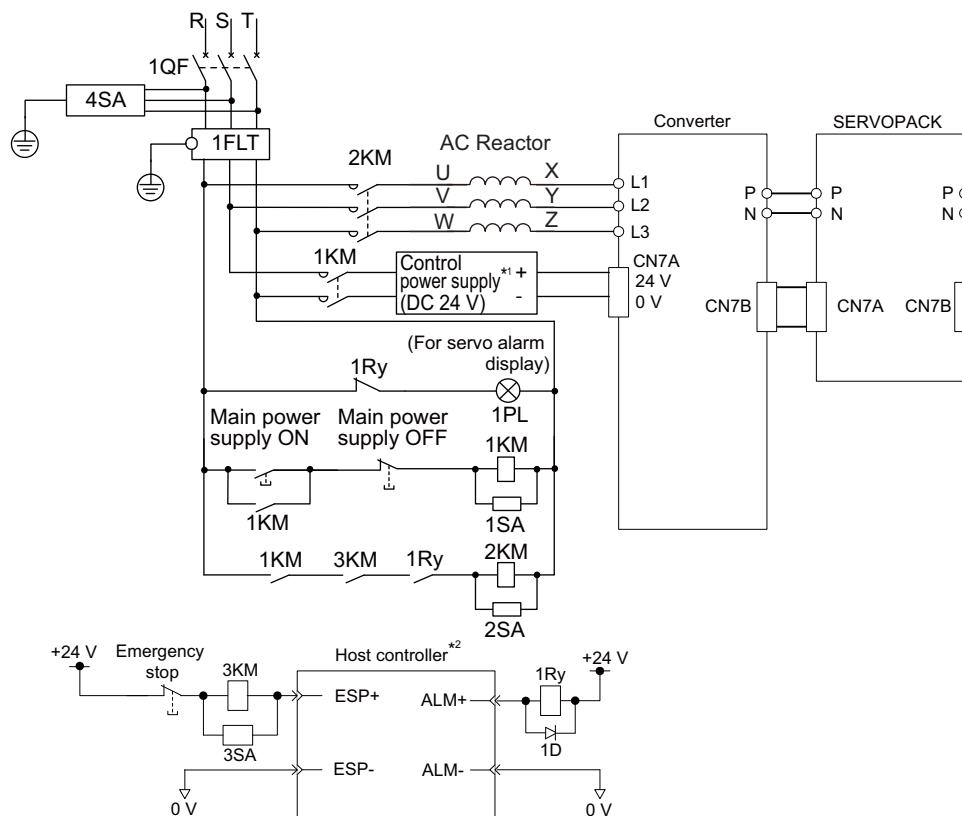 R S T
1QF
4SA
1FLT
2KM
AC Reactor
U X
V Y
W Z
Converter
SERVOPACK
L1
L2
L3
P P P
N N N
1KM
Control
power supply*1
(DC 24 V)
+
-
CN7A
24 V
0 V
CN7B
CN7A
CN7B
(For servo alarm
display)
1Ry
1PL
Main power
supply ON
Main power
supply OFF
1KM
1KM
1SA
1KM 3KM 1Ry 2KM
2SA
+24 V
Emergency
stop
3KM
3SA
Host controller*2
ESP+
ALM+
1Ry
+24 V
1D
ESP-
ALM-
0 V
0 V